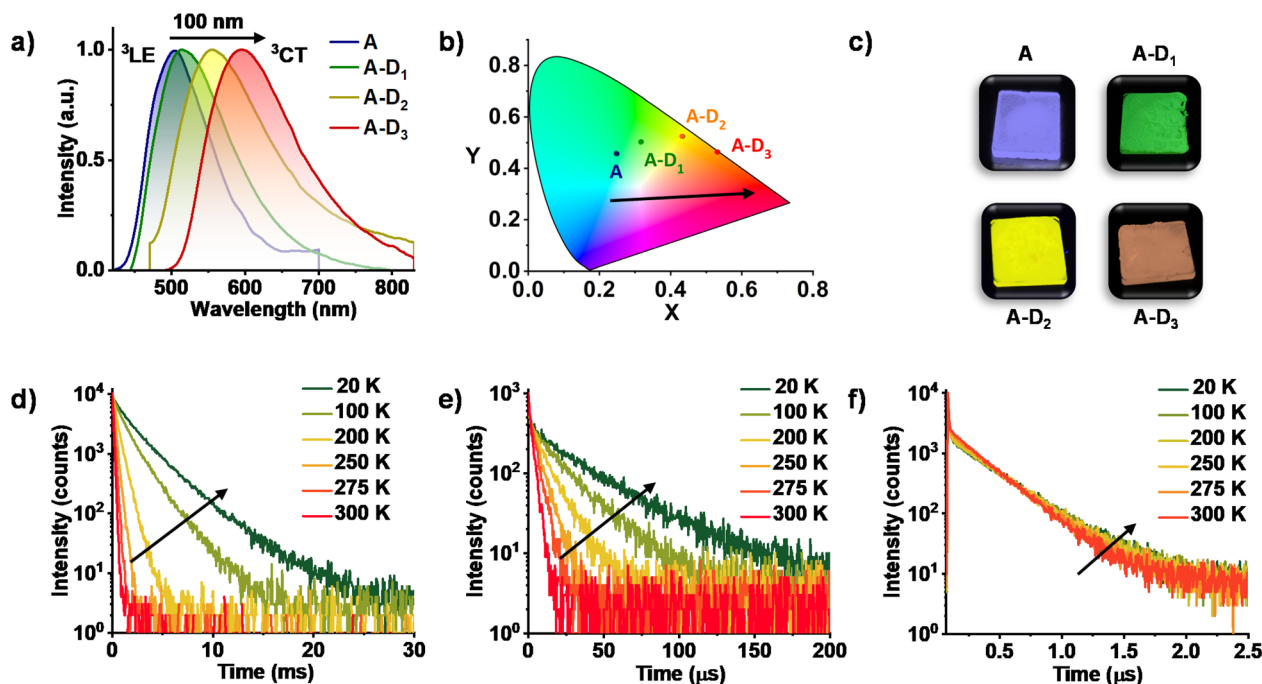 a)
100 nm
³LE
³CT
A
A-D₁
A-D₂
A-D₃
1.0
0.5
0.0
Intensity (a.u.)
500 600 700 800
Wavelength (nm)
b)
0.8
0.6
0.4
0.2
0.0
Y
A
A-D₁
A-D₂
A-D₃
0.0 0.2 0.4 0.6 0.8
X
c)
A A-D₁
A-D₂ A-D₃
d)
10⁴
10³
10²
10¹
10⁰
Intensity (counts)
20 K
100 K
200 K
250 K
275 K
300 K
0 10 20 30
Time (ms)
e)
10³
10²
10¹
10⁰
Intensity (counts)
20 K
100 K
200 K
250 K
275 K
300 K
0 50 100 150 200
Time (μs)
f)
10⁴
10³
10²
10¹
10⁰
Intensity (counts)
20 K
100 K
200 K
250 K
275 K
300 K
0.5 1.0 1.5 2.0 2.5
Time (μs)